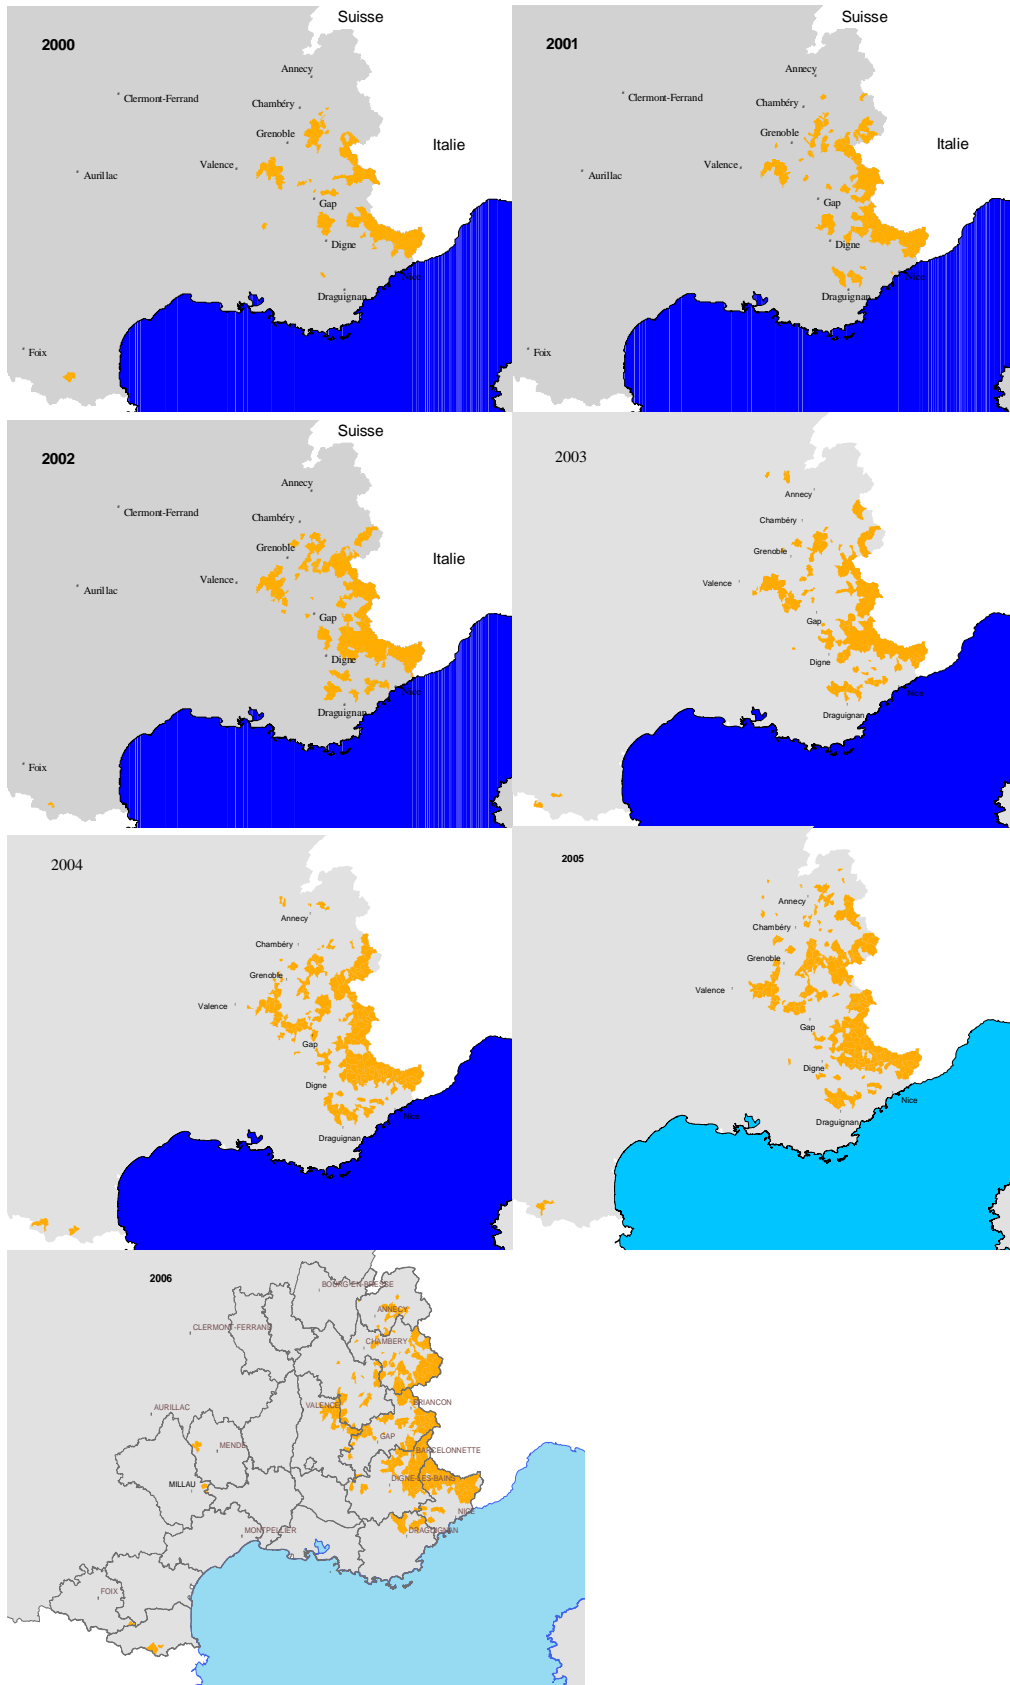 Suisse
2000
Annecy
Clermont-Ferrand
Chambéry
Grenoble
Italie
Valence
Aurillac
Gap
Digne
Nice
Draguignan
Foix
Suisse
2001
Annecy
Clermont-Ferrand
Chambéry
Grenoble
Italie
Valence
Aurillac
Gap
Digne
Nice
Draguignan
Foix
Suisse
2002
Annecy
Clermont-Ferrand
Chambéry
Grenoble
Italie
Valence
Aurillac
Gap
Digne
Nice
Draguignan
Foix
2003
Annecy
Chambéry
Grenoble
Valence
Gap
Digne
Nice
Draguignan
2004
Annecy
Chambéry
Grenoble
Valence
Gap
Digne
Nice
Draguignan
2005
Annecy
Chambéry
Grenoble
Valence
Gap
Digne
Nice
Draguignan
2006
BOURG-EN-BRESSE
ANNECY
CLERMONT-FERRAND
CHAMBERY
BRIANCON
VALENCE
AURILLAC
GAP
MENDE
BARCELONNETTE
DIGNE-LES-BAINS
MILLAU
NICE
MONTPELLIER
DRAGUIGNAN
FOIX